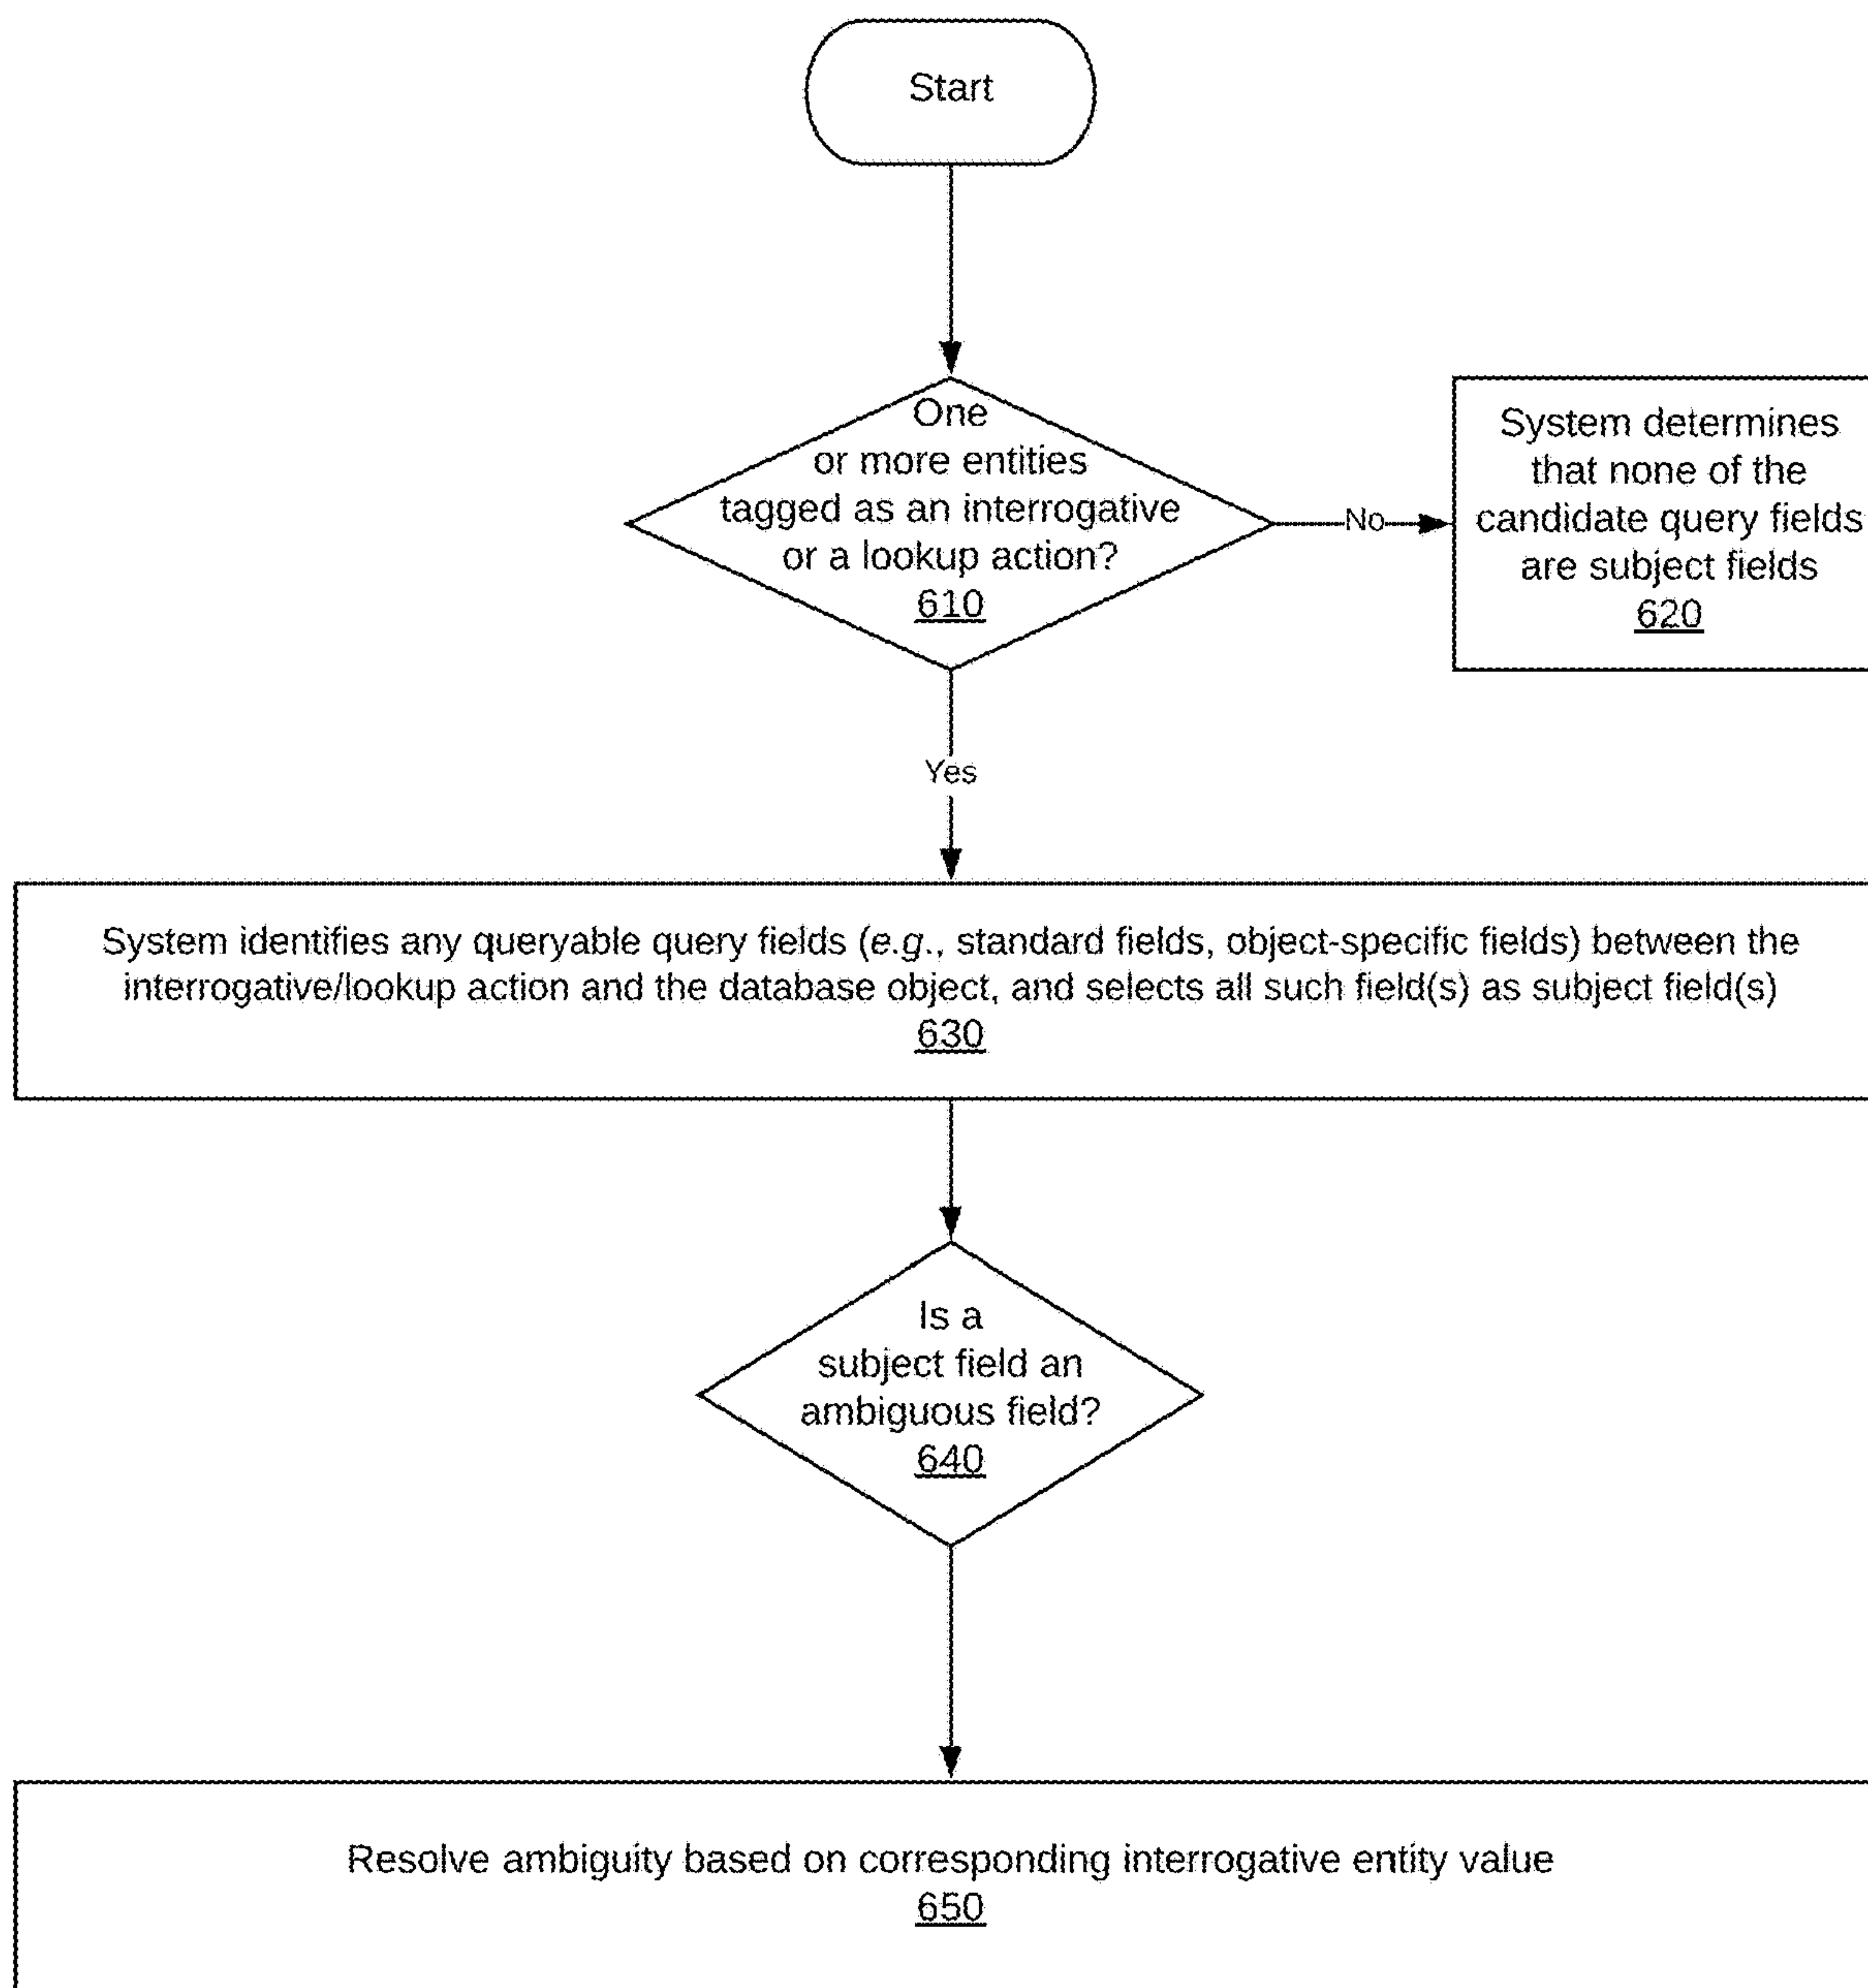 Start
One
or more entities
tagged as an interrogative
or a lookup action?
610
No
System determines
that none of the
candidate query fields
are subject fields
620
Yes
System identifies any queryable query fields (e.g., standard fields, object-specific fields) between the
interrogative/lookup action and the database object, and selects all such field(s) as subject field(s)
630
Is a
subject field an
ambiguous field?
640
Resolve ambiguity based on corresponding interrogative entity value
650